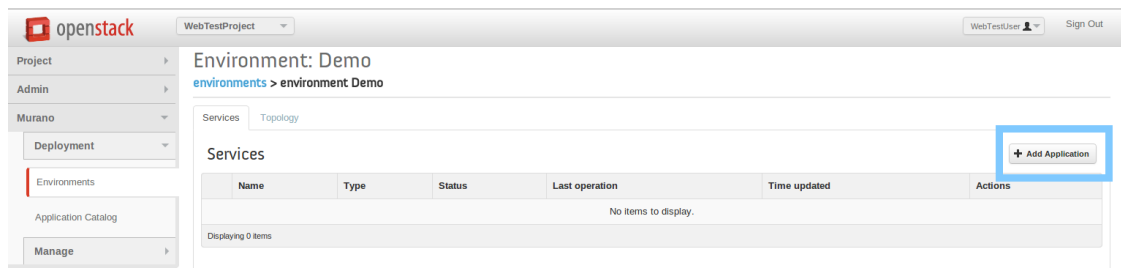 openstack
WebTestProject
WebTestUser
Sign Out
Project
Admin
Murano
Deployment
Environments
Application Catalog
Manage
Environment: Demo
environments > environment Demo
Services Topology
Services
+ Add Application
Name Type Status Last operation Time updated Actions
No items to display.
Displaying 0 items